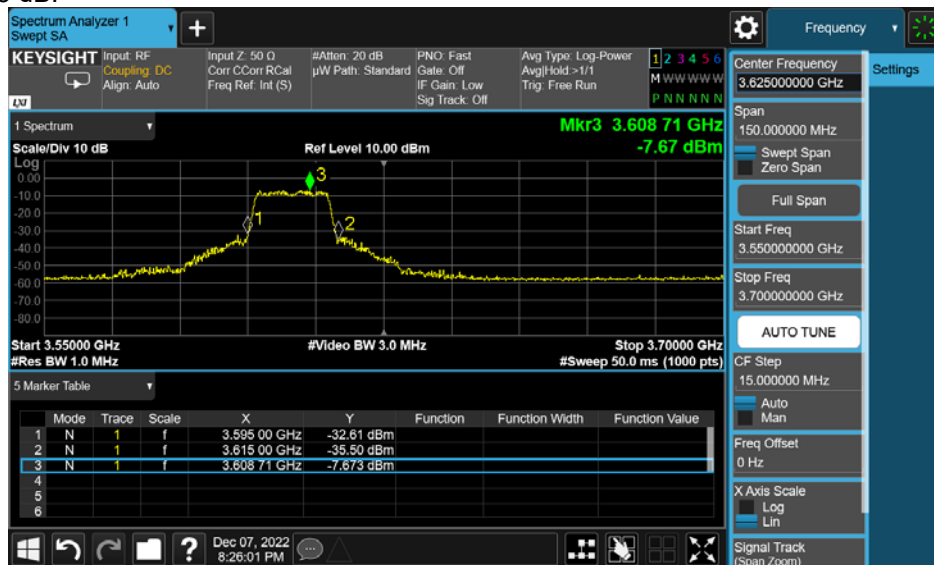 Spectrum Analyzer 1
Swept SA
+
Frequency
KEYSIGHT
Input: RF
Coupling: DC
Align: Auto
Input Z: 50 Ω
Corr CCorr RCal
Freq Ref: Int (S)
#Atten: 20 dB
µW Path: Standard
PNO: Fast
Gate: Off
IF Gain: Low
Sig Track: Off
Avg Type: Log-Power
Avg|Hold:>1/1
Trig: Free Run
1 2 3 4 5 6
M W W W W W
P N N N N N
LXI
1 Spectrum
Mkr3 3.608 71 GHz
Scale/Div 10 dB
Ref Level 10.00 dBm
-7.67 dBm
Log
0.00
-10.0
-20.0
-30.0
-40.0
-50.0
-60.0
-70.0
-80.0
3
1
2
Start 3.55000 GHz
#Video BW 3.0 MHz
Stop 3.70000 GHz
#Res BW 1.0 MHz
#Sweep 50.0 ms (1000 pts)
5 Marker Table
Mode Trace Scale X Y Function Function Width Function Value
1 N 1 f 3.595 00 GHz -32.61 dBm
2 N 1 f 3.615 00 GHz -35.50 dBm
3 N 1 f 3.608 71 GHz -7.673 dBm
4
5
6
?
Dec 07, 2022
8:26:01 PM
Center Frequency
3.625000000 GHz
Settings
Span
150.000000 MHz
Swept Span
Zero Span
Full Span
Start Freq
3.550000000 GHz
Stop Freq
3.700000000 GHz
AUTO TUNE
CF Step
15.000000 MHz
Auto
Man
Freq Offset
0 Hz
X Axis Scale
Log
Lin
Signal Track
(Span Zoom)